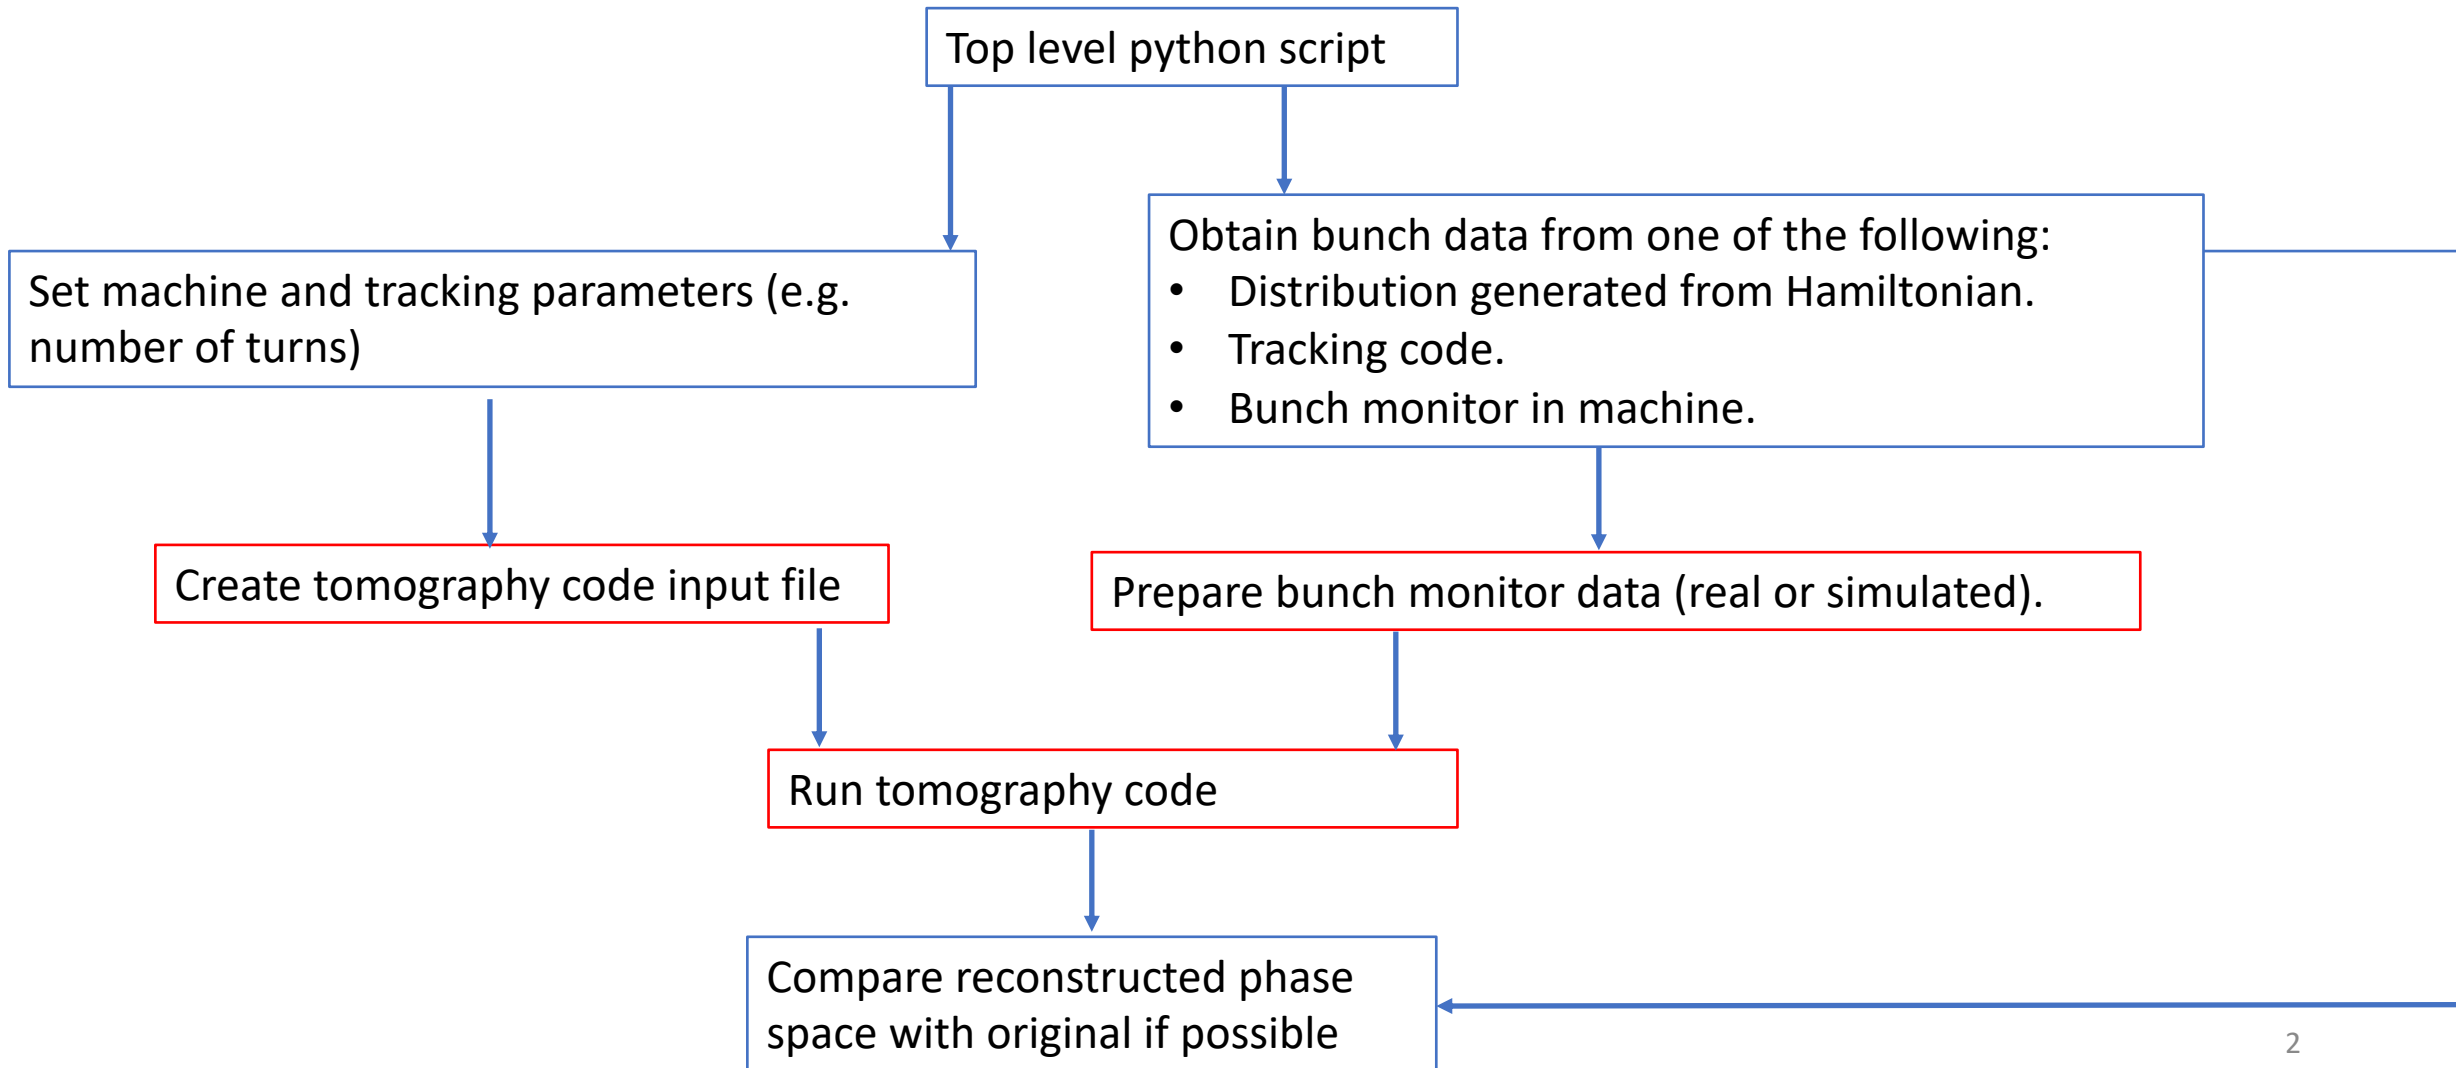 Top level python script
Set machine and tracking parameters (e.g.
number of turns)
Obtain bunch data from one of the following:
• Distribution generated from Hamiltonian.
• Tracking code.
• Bunch monitor in machine.
Create tomography code input file
Prepare bunch monitor data (real or simulated).
Run tomography code
Compare reconstructed phase
space with original if possible
2